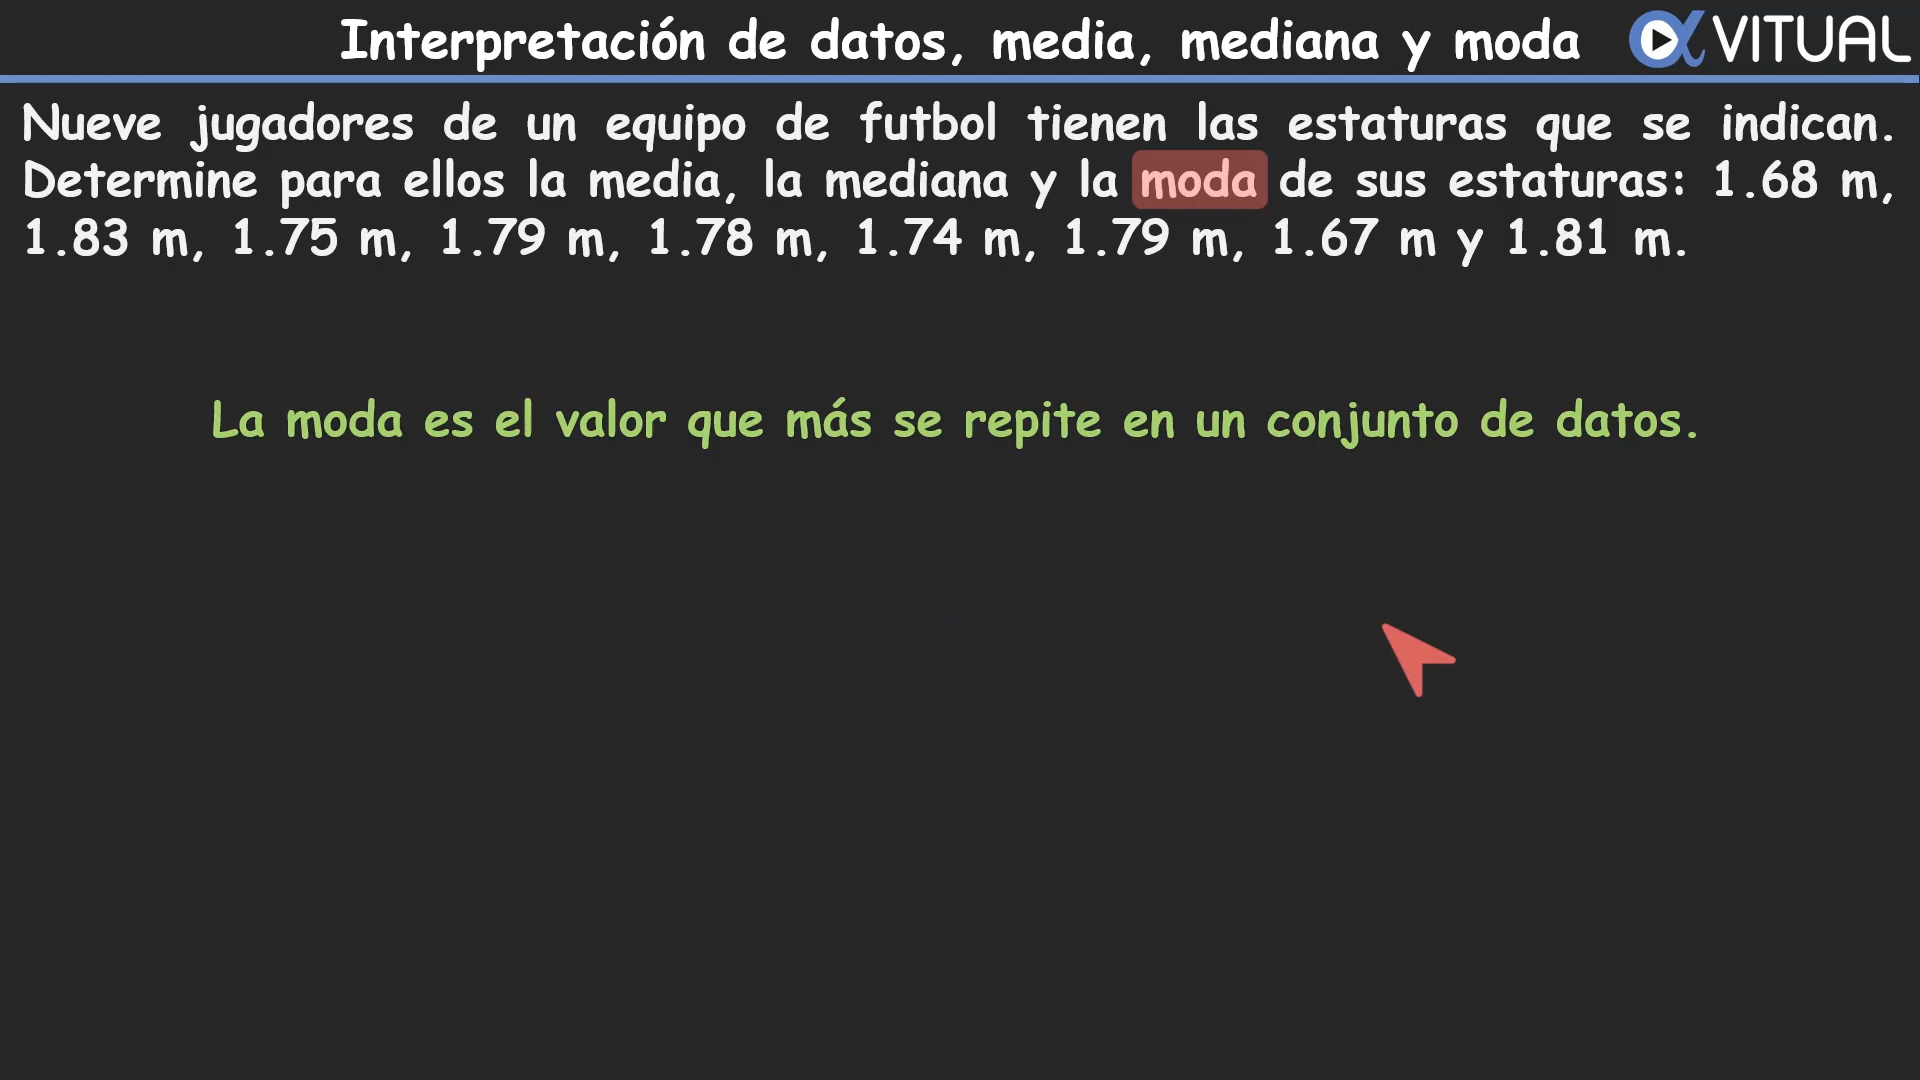 Interpretación de datos, media, mediana y moda
VITUAL
Nueve jugadores de un equipo de futbol tienen las estaturas que se indican.
Determine para ellos la media, la mediana y la moda de sus estaturas: 1.68 m,
1.83 m, 1.75 m, 1.79 m, 1.78 m, 1.74 m, 1.79 m, 1.67 m y 1.81 m.
La moda es el valor que más se repite en un conjunto de datos.